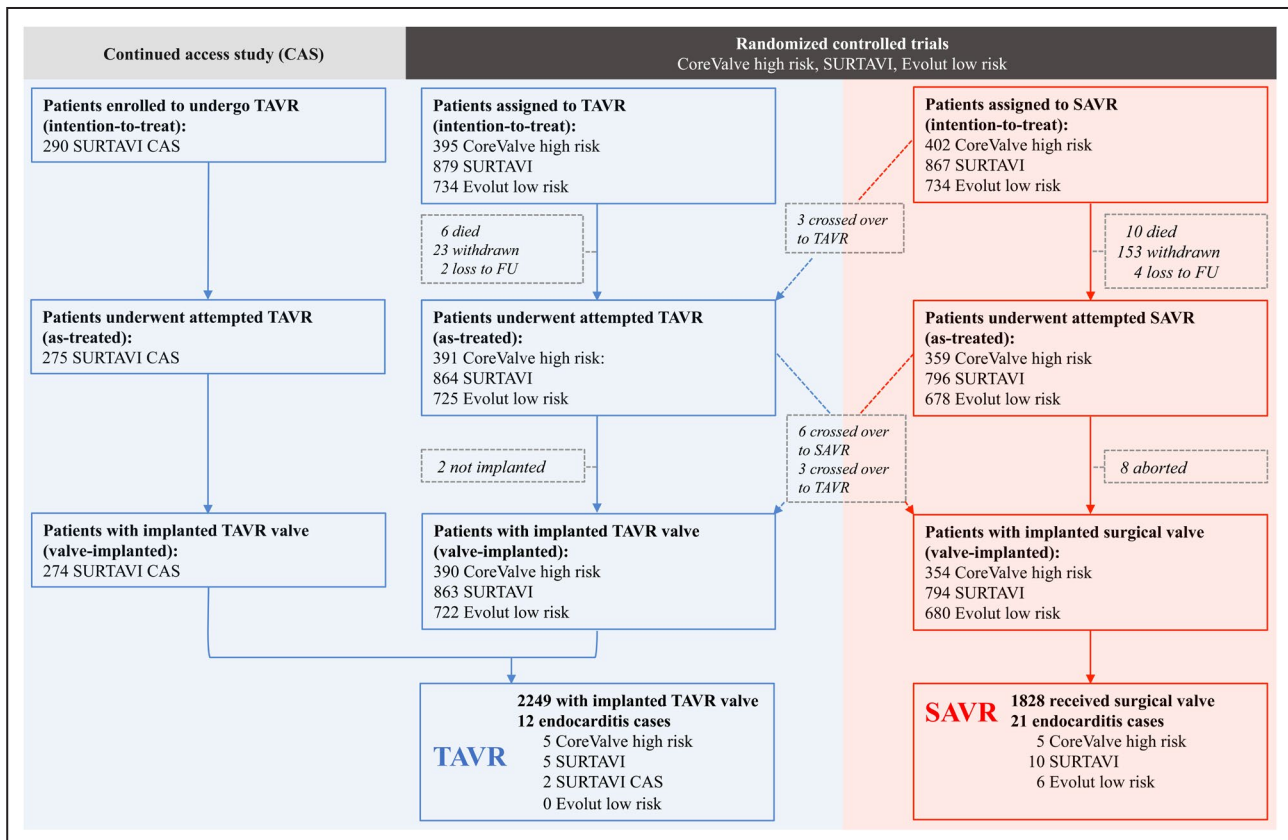 Continued access study (CAS)
Randomized controlled trials
CoreValve high risk, SURTAVI, Evolut low risk
Patients enrolled to undergo TAVR
(intention-to-treat):
290 SURTAVI CAS
Patients assigned to TAVR
(intention-to-treat):
395 CoreValve high risk
879 SURTAVI
734 Evolut low risk
Patients assigned to SAVR
(intention-to-treat):
402 CoreValve high risk
867 SURTAVI
734 Evolut low risk
6 died
23 withdrawn
2 loss to FU
3 crossed over
to TAVR
10 died
153 withdrawn
4 loss to FU
Patients underwent attempted TAVR
(as-treated):
275 SURTAVI CAS
Patients underwent attempted TAVR
(as-treated):
391 CoreValve high risk:
864 SURTAVI
725 Evolut low risk
Patients underwent attempted SAVR
(as-treated):
359 CoreValve high risk
796 SURTAVI
678 Evolut low risk
2 not implanted
6 crossed over
to SAVR
3 crossed over
to TAVR
8 aborted
Patients with implanted TAVR valve
(valve-implanted):
274 SURTAVI CAS
Patients with implanted TAVR valve
(valve-implanted):
390 CoreValve high risk
863 SURTAVI
722 Evolut low risk
Patients with implanted surgical valve
(valve-implanted):
354 CoreValve high risk
794 SURTAVI
680 Evolut low risk
TAVR
2249 with implanted TAVR valve
12 endocarditis cases
5 CoreValve high risk
5 SURTAVI
2 SURTAVI CAS
0 Evolut low risk
SAVR
1828 received surgical valve
21 endocarditis cases
5 CoreValve high risk
10 SURTAVI
6 Evolut low risk